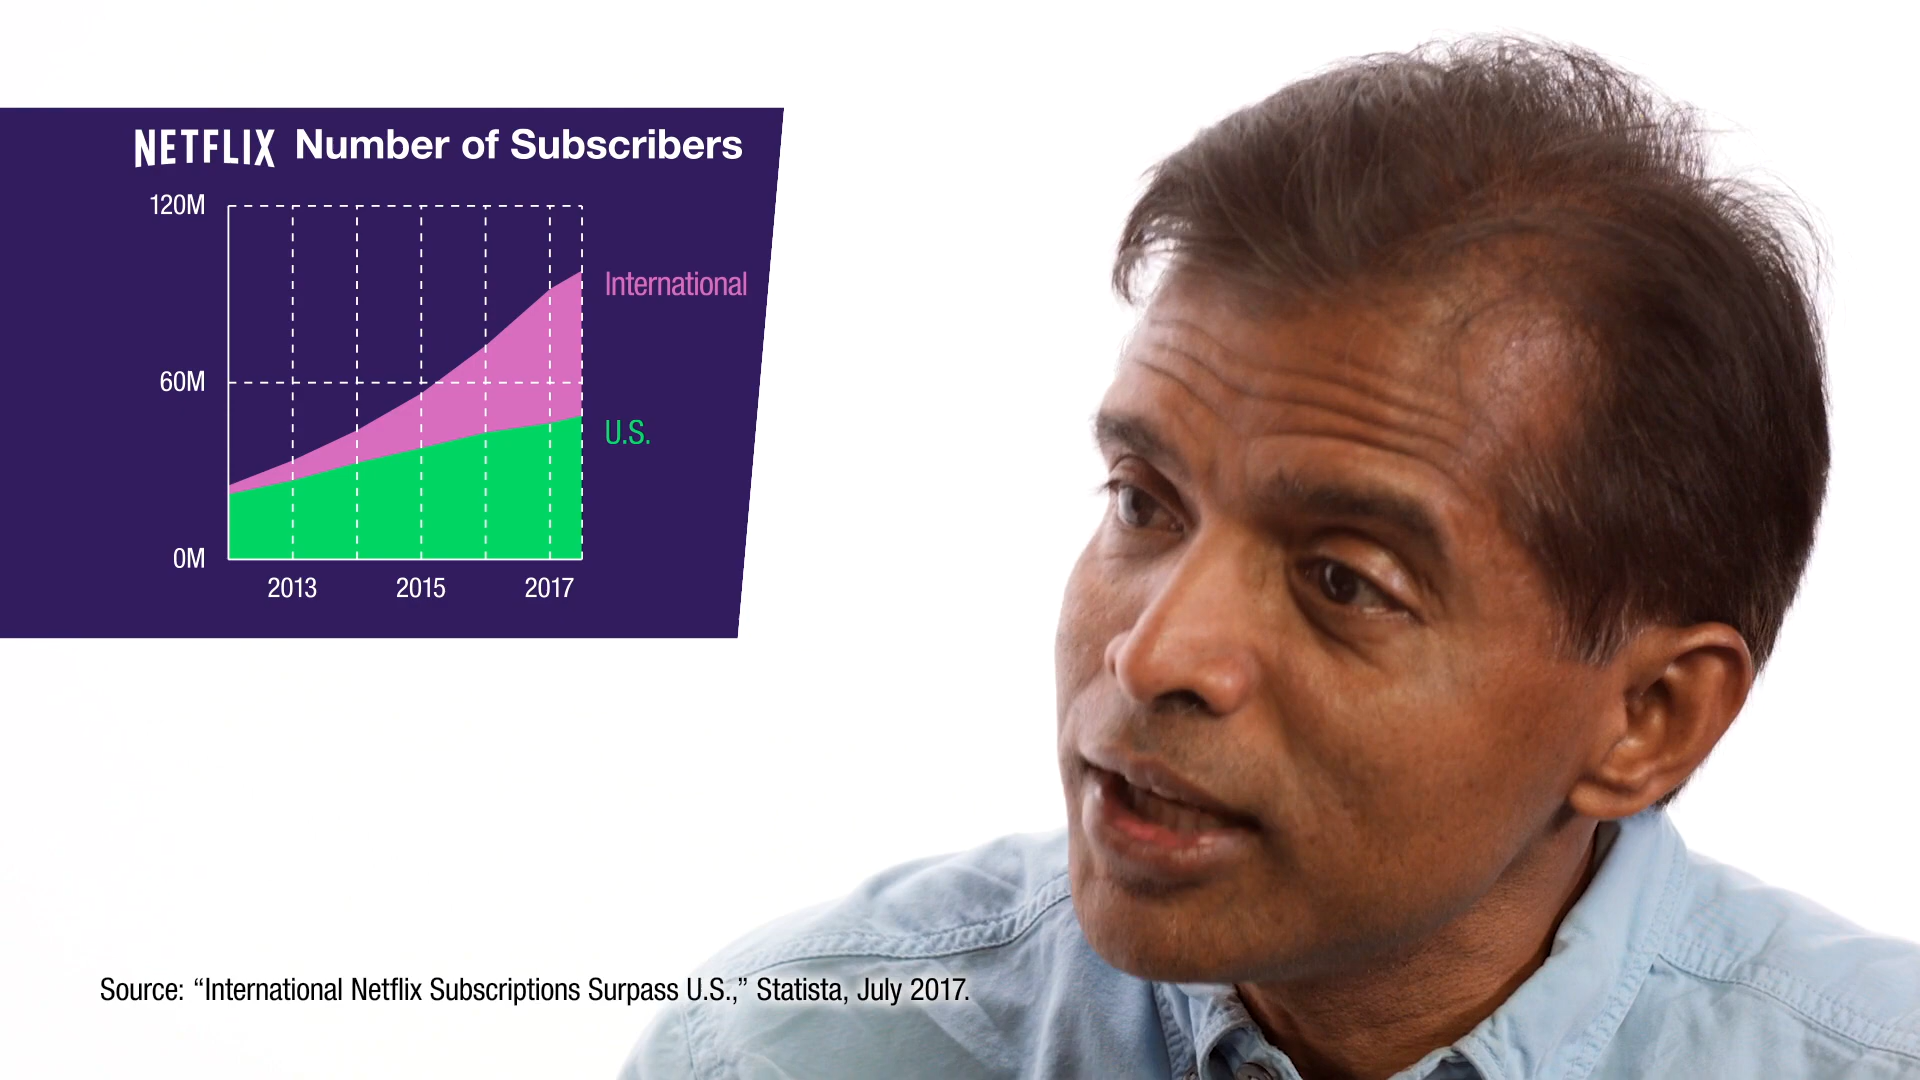 NETFLIX Number of Subscribers
120M
International
60M
U.S.
0M
2013 2015 2017
Source: “International Netflix Subscriptions Surpass U.S.,” Statista, July 2017.